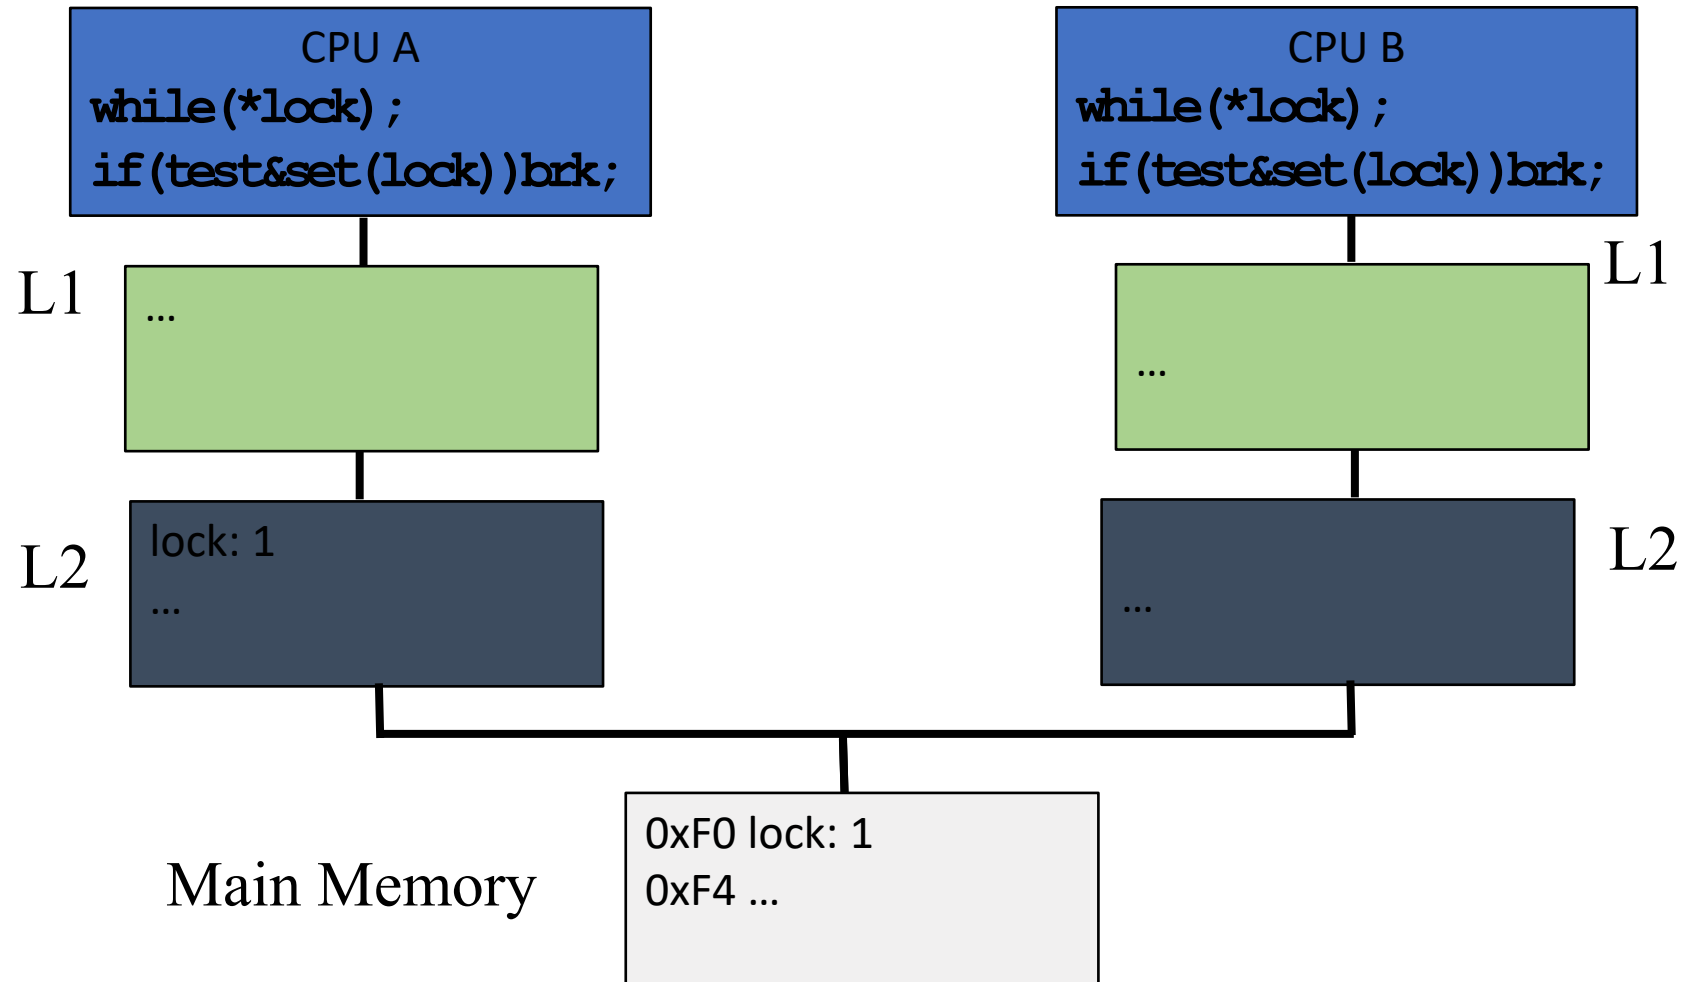 CPU A
while(*lock);
if(test&set(lock))brk;
CPU B
while(*lock);
if(test&set(lock))brk;
L1
…
L1
…
L2
lock: 1
…
L2
…
Main Memory
0xF0 lock: 1
0xF4 …